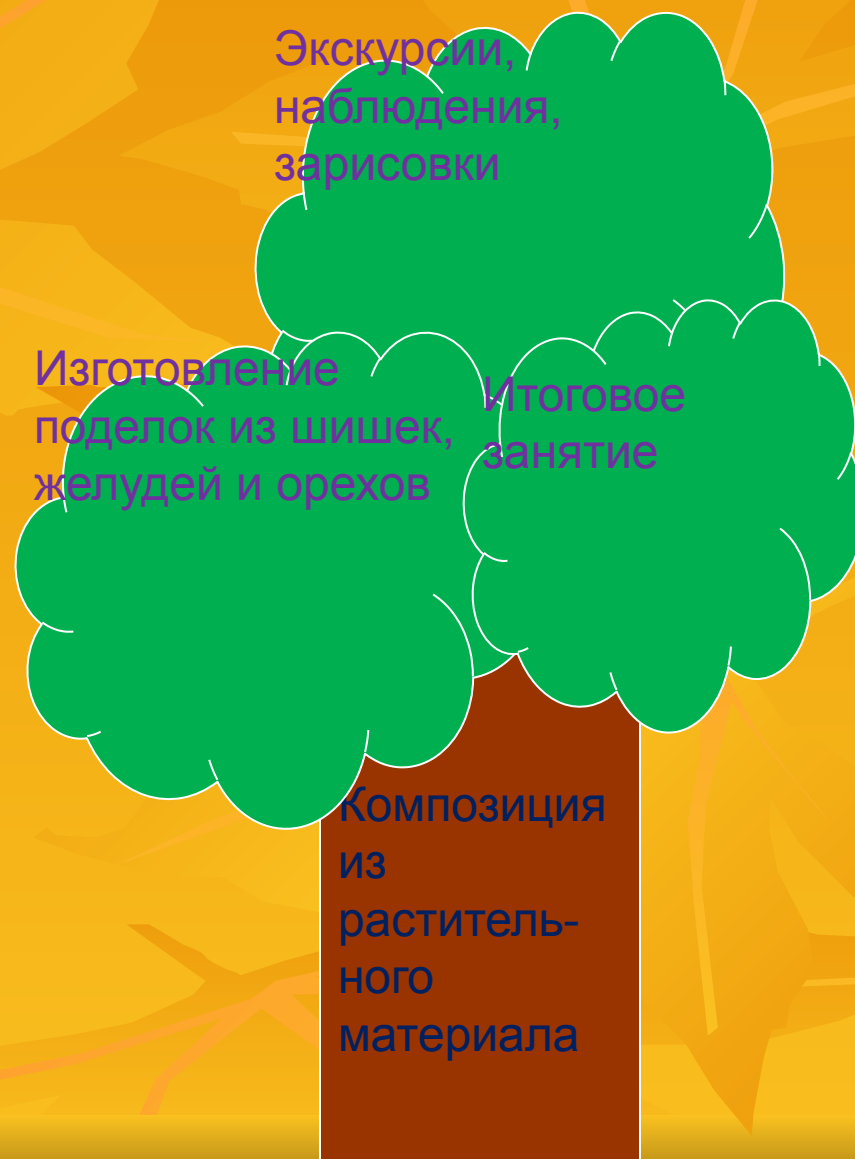 Экскурсии,
наблюдения,
зарисовки
Изготовление
поделок из шишек,
желудей и орехов
Итоговое
занятие
Композиция
из
раститель-
ного
материала